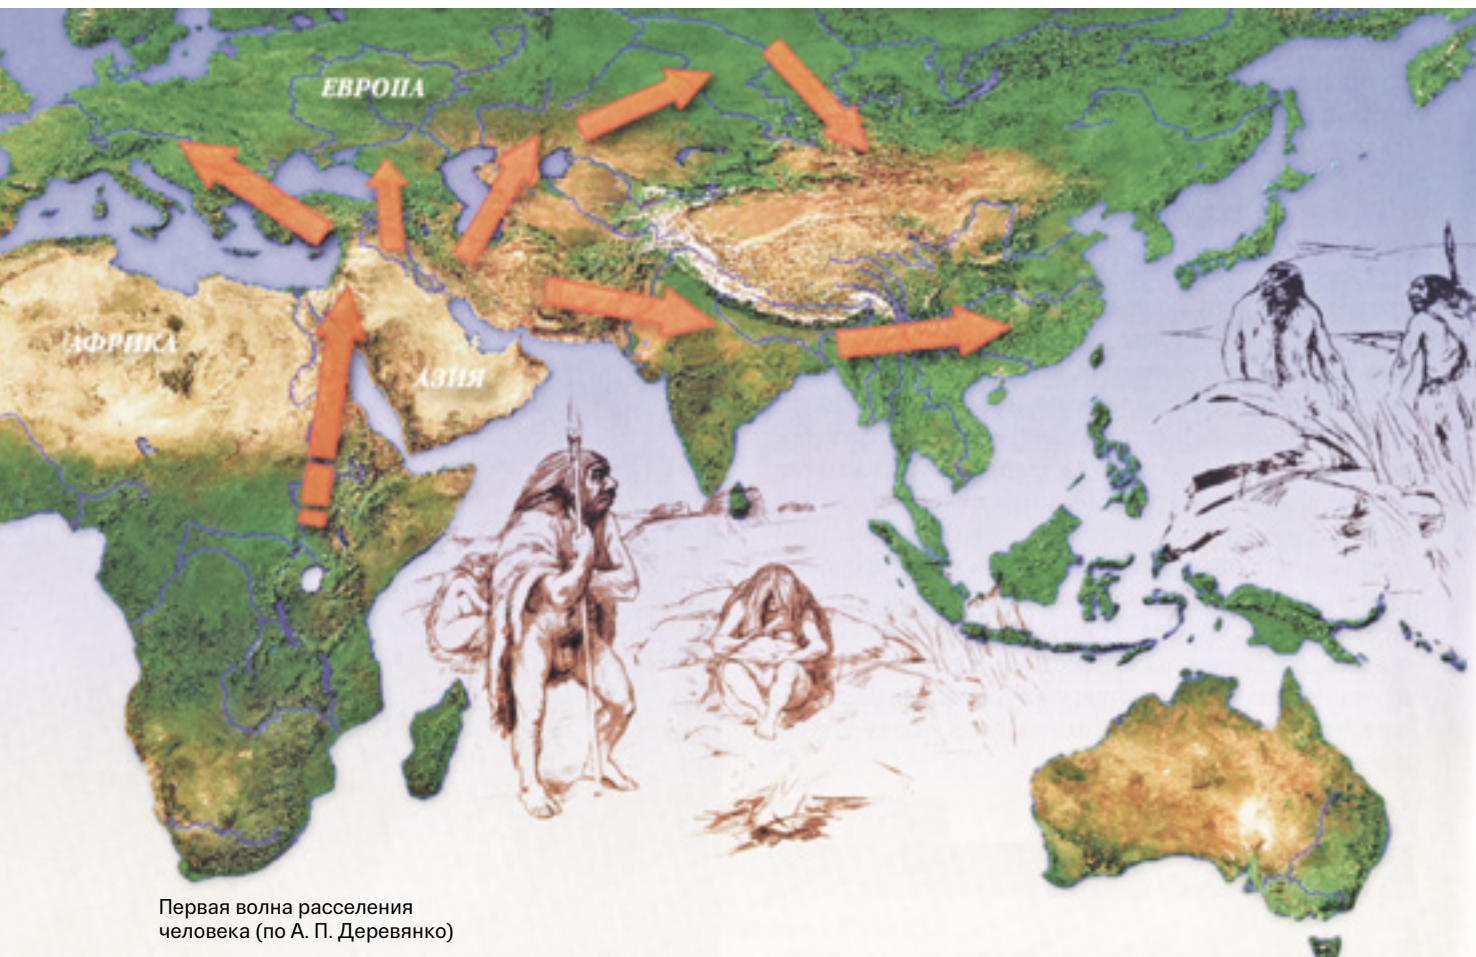 ЕВРОПА
АФРИКА
АЗИЯ
Первая волна расселения
человека (по А. П. Деревянко)